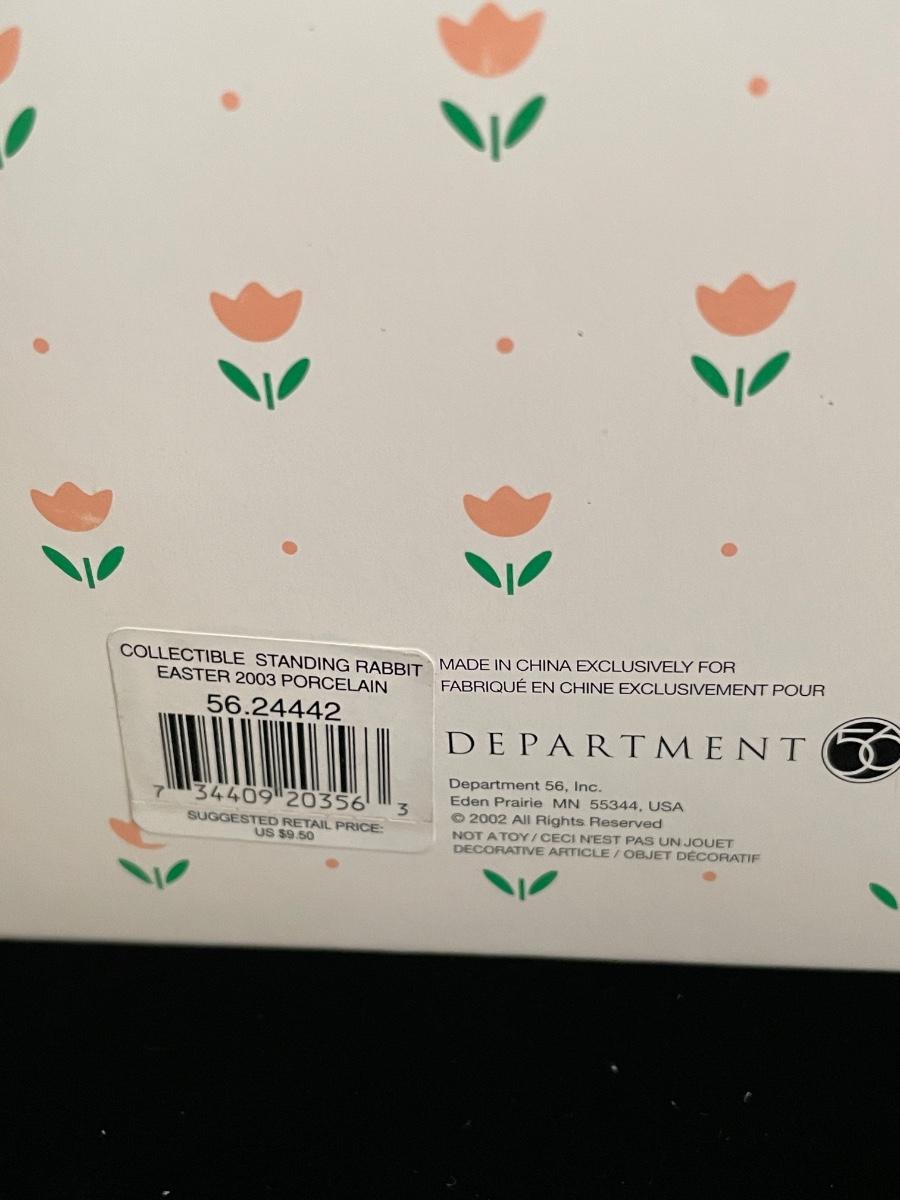 COLLECTIBLE STANDING RABBIT
EASTER 2003 PORCELAIN
56.24442
7 34409 20356 3
SUGGESTED RETAIL PRICE:
US $9.50
MADE IN CHINA EXCLUSIVELY FOR
FABRIQUÉ EN CHINE EXCLUSIVEMENT POUR
DEPARTMENT 56
Department 56, Inc.
Eden Prairie MN 55344, USA
© 2002 All Rights Reserved
NOT A TOY / CECI N'EST PAS UN JOUET
DECORATIVE ARTICLE / OBJET DÉCORATIF